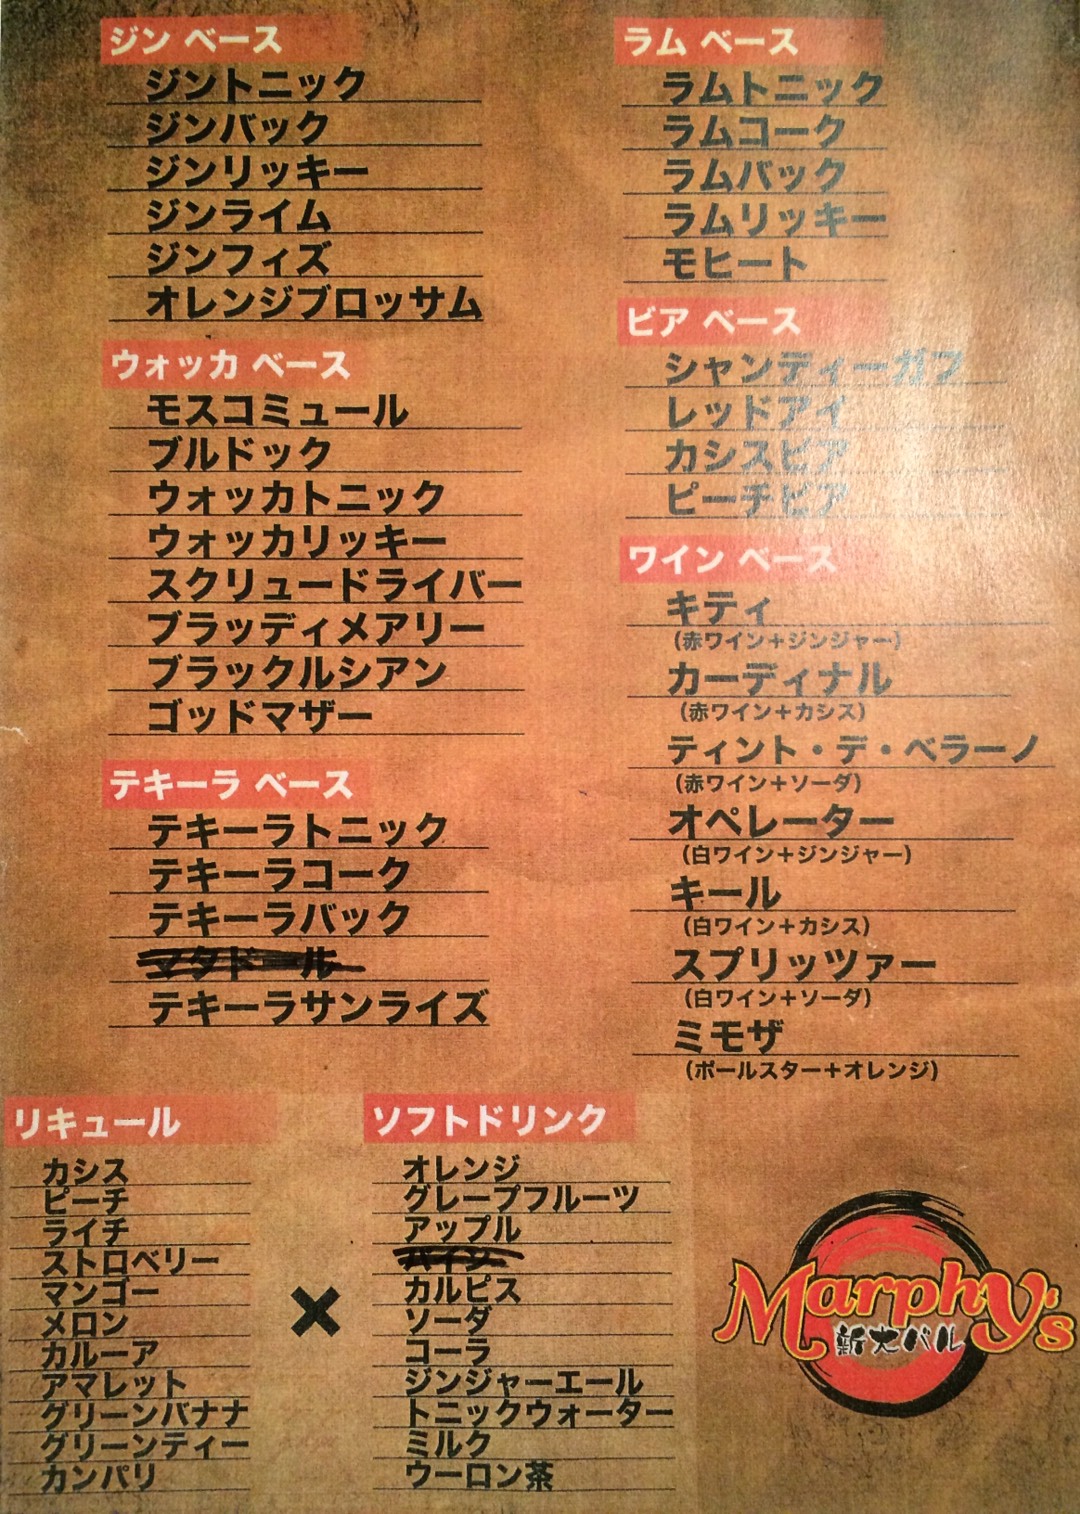 ジン ベース
ジントニック
ジンバック
ジンリッキー
ジンライム
ジンフィズ
オレンジブロッサム
ウォッカ ベース
モスコミュール
ブルドック
ウォッカトニック
ウォッカリッキー
スクリュードライバー
ブラッディメアリー
ブラックルシアン
ゴッドマザー
テキーラ ベース
テキーラトニック
テキーラコーク
テキーラバック
マタドール
テキーラサンライズ
ラム ベース
ラムトニック
ラムコーク
ラムバック
ラムリッキー
モヒート
ビア ベース
シャンディーガフ
レッドアイ
カシスビア
ピーチビア
ワイン ベース
キティ
(赤ワイン+ジンジャー)
カーディナル
(赤ワイン+カシス)
ティント・デ・ベラーノ
(赤ワイン+ソーダ)
オペレーター
(白ワイン+ジンジャー)
キール
(白ワイン+カシス)
スプリッツァー
(白ワイン+ソーダ)
ミモザ
(ポールスター+オレンジ)
リキュール
カシス
ピーチ
ライチ
ストロベリー
マンゴー
メロン
カルーア
アマレット
グリーンバナナ
グリーンティー
カンパリ
×
ソフトドリンク
オレンジ
グレープフルーツ
アップル
パイン
カルピス
ソーダ
コーラ
ジンジャーエール
トニックウォーター
ミルク
ウーロン茶
Marphy's
新大バル